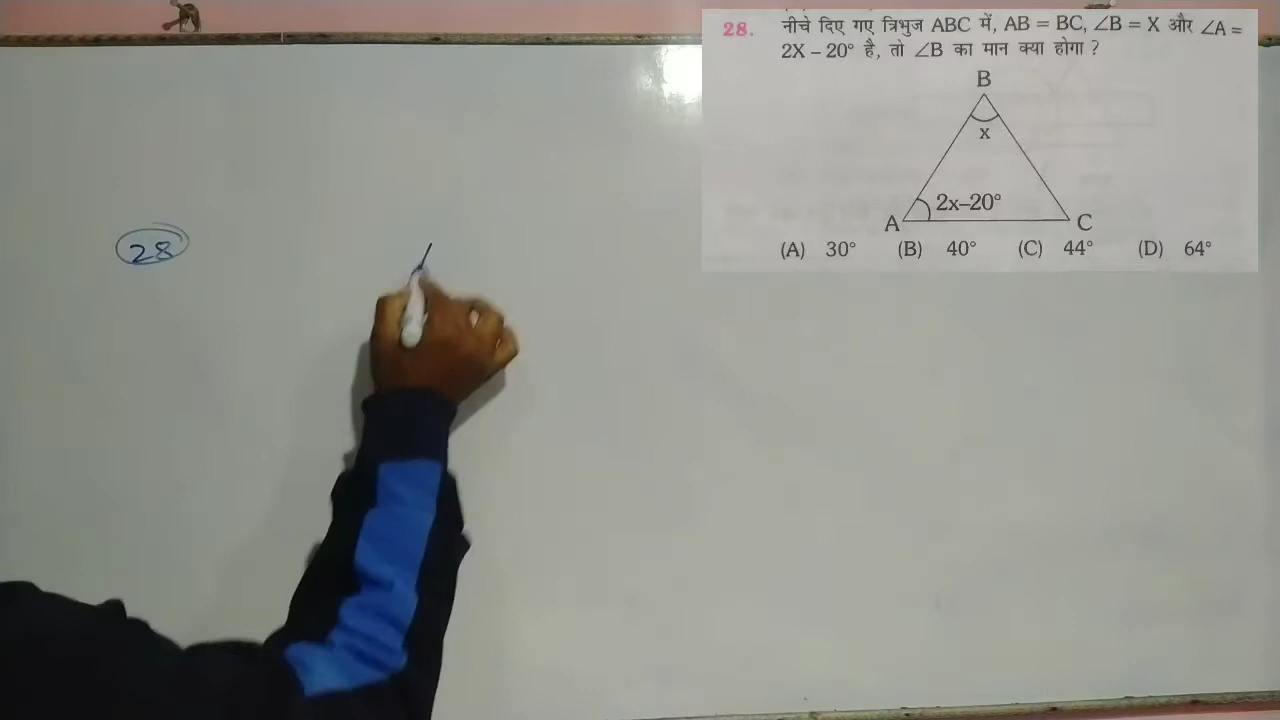 28. नीचे दिए गए त्रिभुज ABC में, AB = BC, ∠B = X और ∠A =
2X – 20° है, तो ∠B का मान क्या होगा ?
B
x
2x–20°
A
C
(A) 30° (B) 40° (C) 44° (D) 64°
28